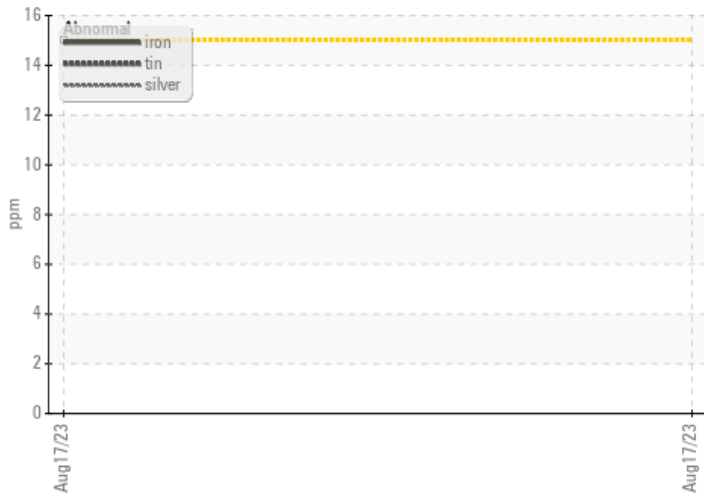 16
14
12
10
8
6
4
2
0
ppm
Abnormal
iron
tin
silver
Aug17/23
Aug17/23